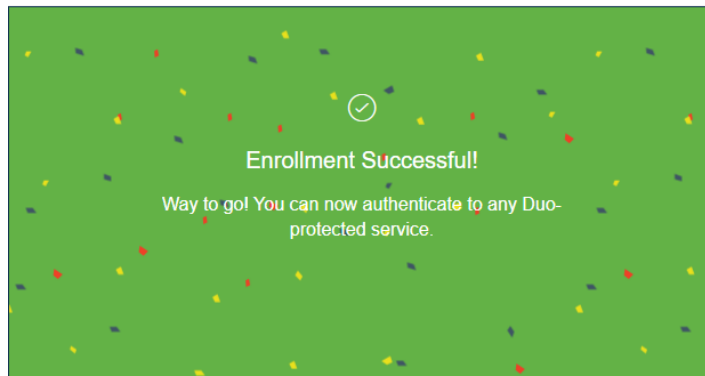 Enrollment Successful!
Way to go! You can now authenticate to any Duo-
protected service.